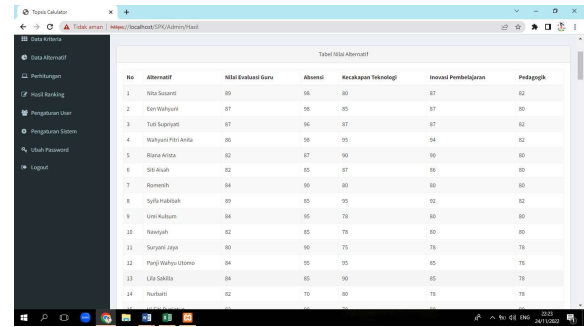 Topsis Calulator
Tidak aman | https://localhost/SPK/Admin/Hasil
Data Kriteria
Data Alternatif
Perhitungan
Hasil Ranking
Pengaturan User
Pengaturan Sistem
Ubah Password
Logout
Tabel Nilai Alternatif
No Alternatif Nilai Evaluasi Guru Absensi Kecakapan Teknologi Inovasi Pembelajaran Pedagogik
1 Nita Susanti 89 98 80 87 82
2 Een Wahyuni 87 98 85 87 80
3 Tuti Supriyati 87 96 87 87 82
4 Wahyuni Fitri Anita 86 98 95 94 82
5 Riana Arista 82 87 90 90 80
6 Siti Aisah 82 85 87 86 80
7 Romenih 84 90 80 80 80
8 Syifa Habibah 89 85 95 92 82
9 Umi Kulsum 84 95 78 80 80
10 Nawiyah 82 85 78 80 80
11 Suryani Jaya 80 90 75 78 78
12 Panji Wahyu Utomo 84 95 95 85 78
13 Lila Sakilla 84 85 90 85 78
14 Nurbaiti 82 70 80 78 78
ENG
22:23
24/11/2022